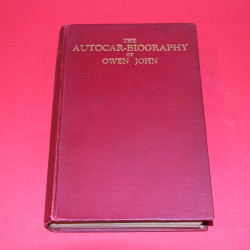 THE
AUTOCAR-BIOGRAPHY
OF
OWEN JOHN